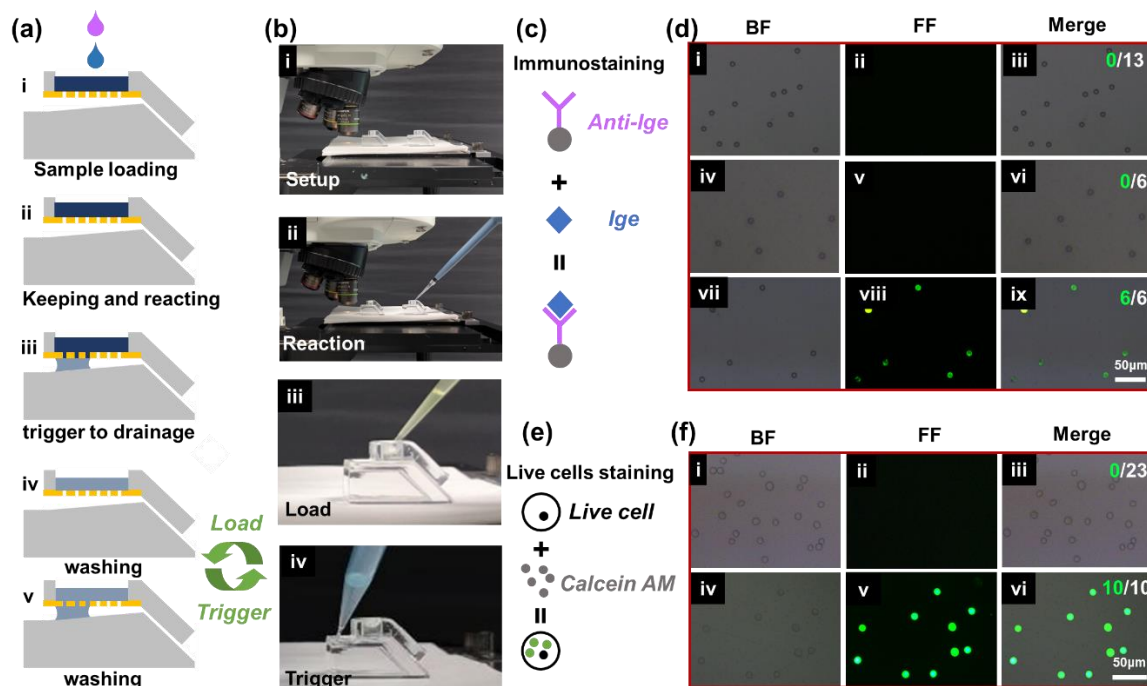 (a)
i
Sample loading
ii
Keeping and reacting
iii
trigger to drainage
iv
washing
v
washing
Load
Trigger
(b)
i
Setup
ii
Reaction
iii
Load
iv
Trigger
(c)
Immunostaining
Anti-Ige
+
Ige
=
(d)
BF
FF
Merge
i
ii
iii
0/13
iv
v
vi
0/6
vii
viii
ix
6/6
50μm
(e)
Live cells staining
Live cell
+
Calcein AM
=
(f)
BF
FF
Merge
i
ii
iii
0/23
iv
v
vi
10/10
50μm